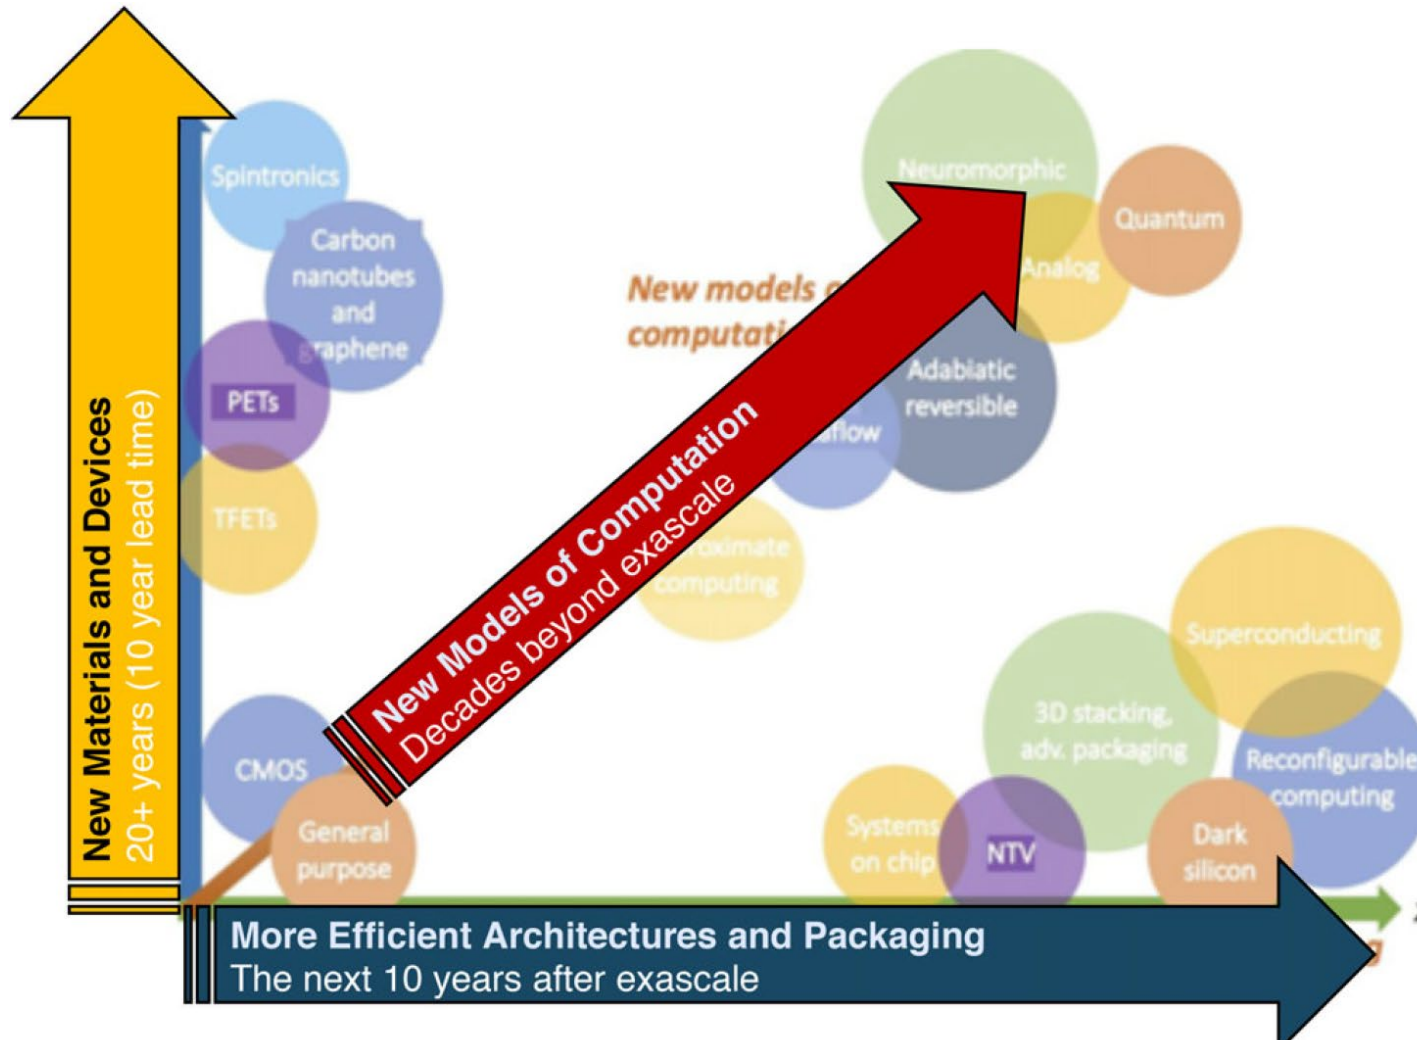 Spintronics
Carbon
nanotubes
and
graphene
PETs
TFETs
CMOS
General
purpose
New Materials and Devices
20+ years (10 year lead time)
New models
New Models of Computation
Decades beyond exascale
computing
Neuromorphic
Quantum
Analog
Adabiatic
reversible
Superconducting
3D stacking,
adv. packaging
Reconfigurable
computing
Systems
on chip
NTV
Dark
silicon
More Efficient Architectures and Packaging
The next 10 years after exascale